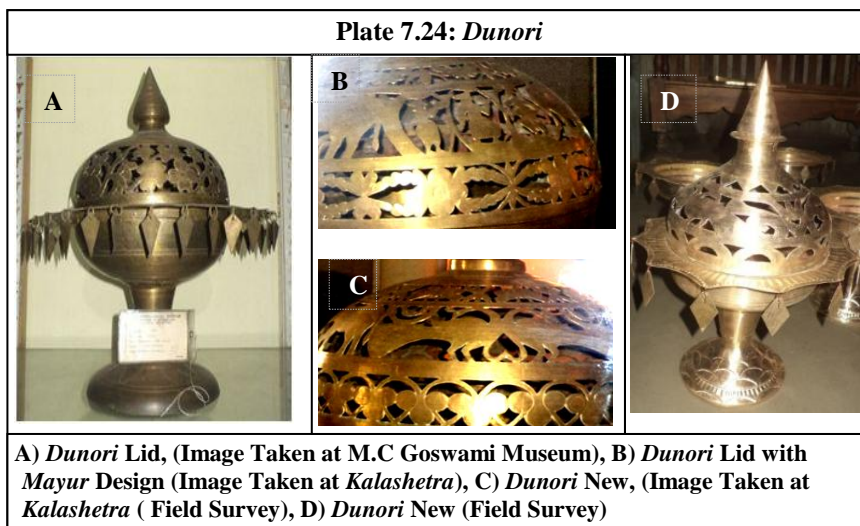 Plate 7.24: Dunori
A
B
C
D
A) Dunori Lid, (Image Taken at M.C Goswami Museum), B) Dunori Lid with
Mayur Design (Image Taken at Kalashetra), C) Dunori New, (Image Taken at
Kalashetra ( Field Survey), D) Dunori New (Field Survey)